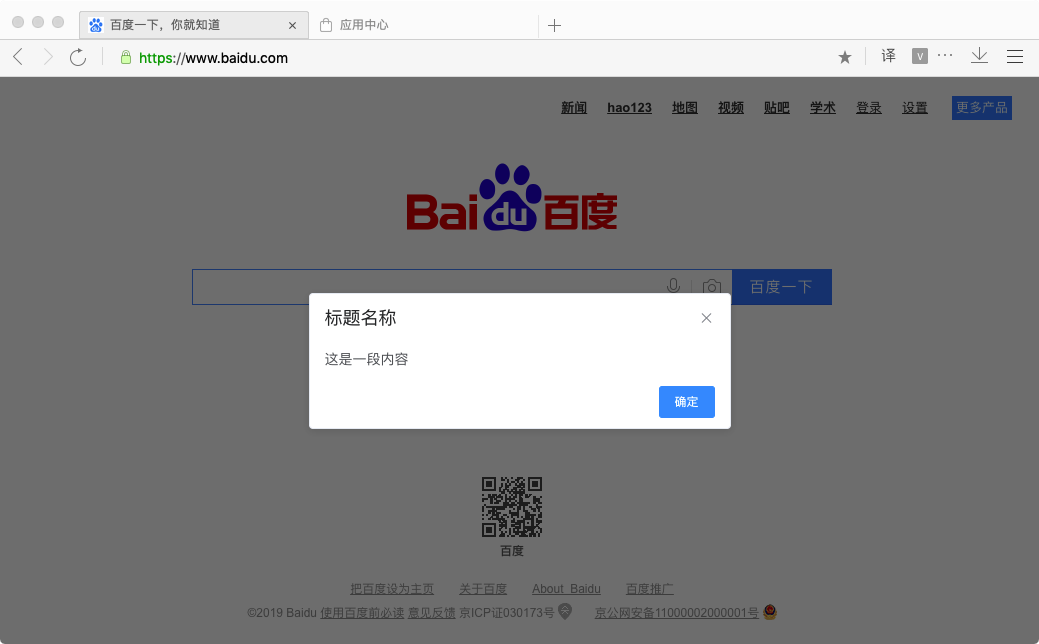 百度一下，你就知道
应用中心
https://www.baidu.com
译
v
新闻 hao123 地图 视频 贴吧 学术 登录 设置 更多产品
Bai du 百度
百度一下
标题名称
这是一段内容
确定
百度
把百度设为主页 关于百度 About Baidu 百度推广
©2019 Baidu 使用百度前必读 意见反馈 京ICP证030173号 京公网安备11000002000001号